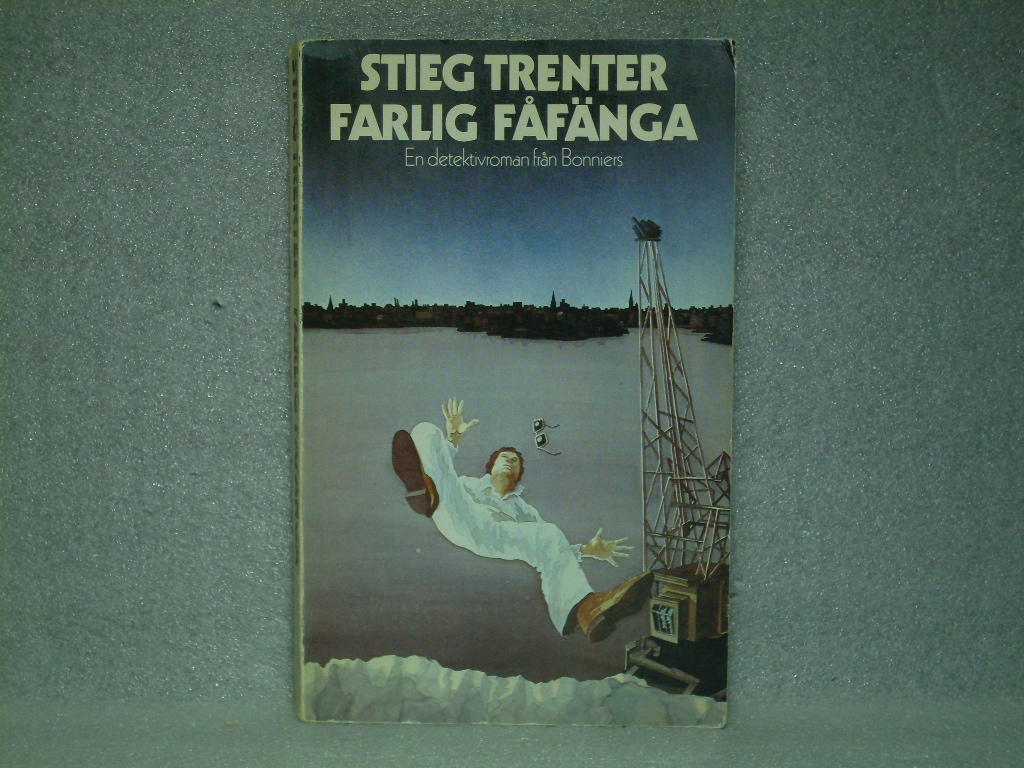 STIEG TRENTER
FARLIG FÅFÄNGA
En detektivroman från Bonniers